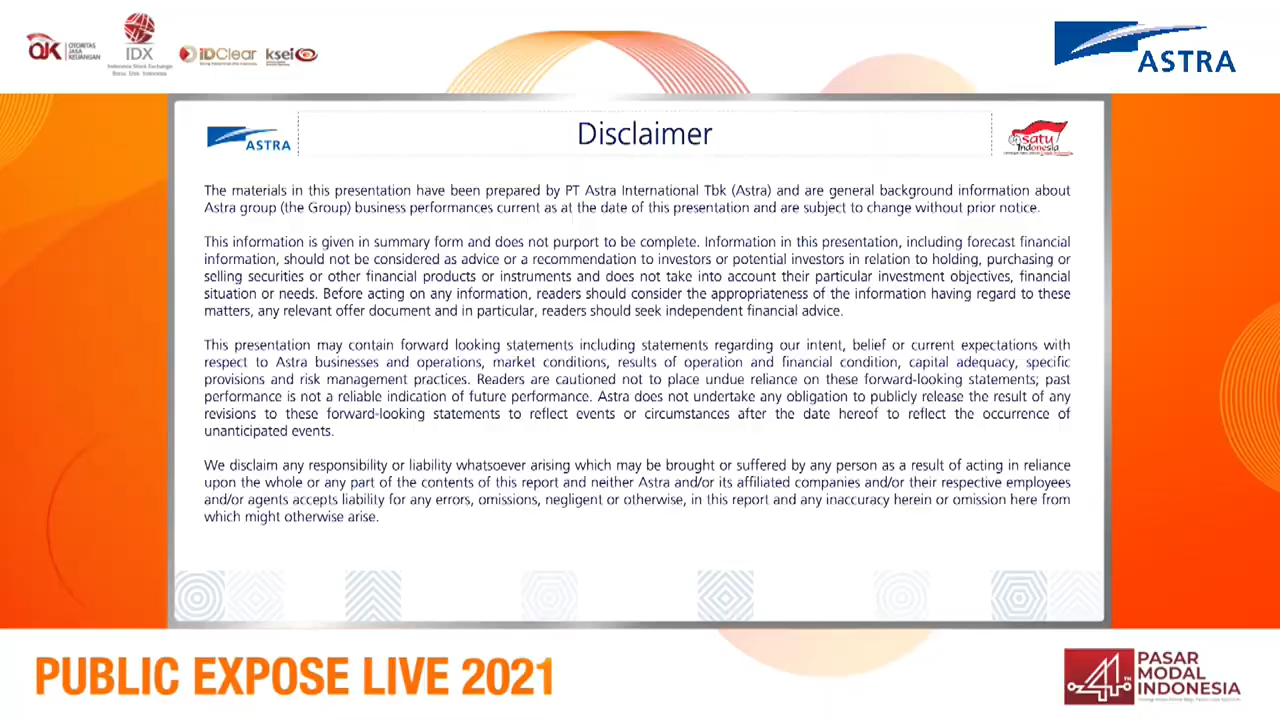 OTORITAS
JASA
KEUANGAN
IDX
Indonesia Stock Exchange
Bursa Efek Indonesia
iDClear
ksei
ASTRA
ASTRA
Disclaimer
satu
Indonesia
The materials in this presentation have been prepared by PT Astra International Tbk (Astra) and are general background information about
Astra group (the Group) business performances current as at the date of this presentation and are subject to change without prior notice.
This information is given in summary form and does not purport to be complete. Information in this presentation, including forecast financial
information, should not be considered as advice or a recommendation to investors or potential investors in relation to holding, purchasing or
selling securities or other financial products or instruments and does not take into account their particular investment objectives, financial
situation or needs. Before acting on any information, readers should consider the appropriateness of the information having regard to these
matters, any relevant offer document and in particular, readers should seek independent financial advice.
This presentation may contain forward looking statements including statements regarding our intent, belief or current expectations with
respect to Astra businesses and operations, market conditions, results of operation and financial condition, capital adequacy, specific
provisions and risk management practices. Readers are cautioned not to place undue reliance on these forward-looking statements; past
performance is not a reliable indication of future performance. Astra does not undertake any obligation to publicly release the result of any
revisions to these forward-looking statements to reflect events or circumstances after the date hereof to reflect the occurrence of
unanticipated events.
We disclaim any responsibility or liability whatsoever arising which may be brought or suffered by any person as a result of acting in reliance
upon the whole or any part of the contents of this report and neither Astra and/or its affiliated companies and/or their respective employees
and/or agents accepts liability for any errors, omissions, negligent or otherwise, in this report and any inaccuracy herein or omission here from
which might otherwise arise.
PUBLIC EXPOSE LIVE 2021
44TH
PASAR
MODAL
INDONESIA